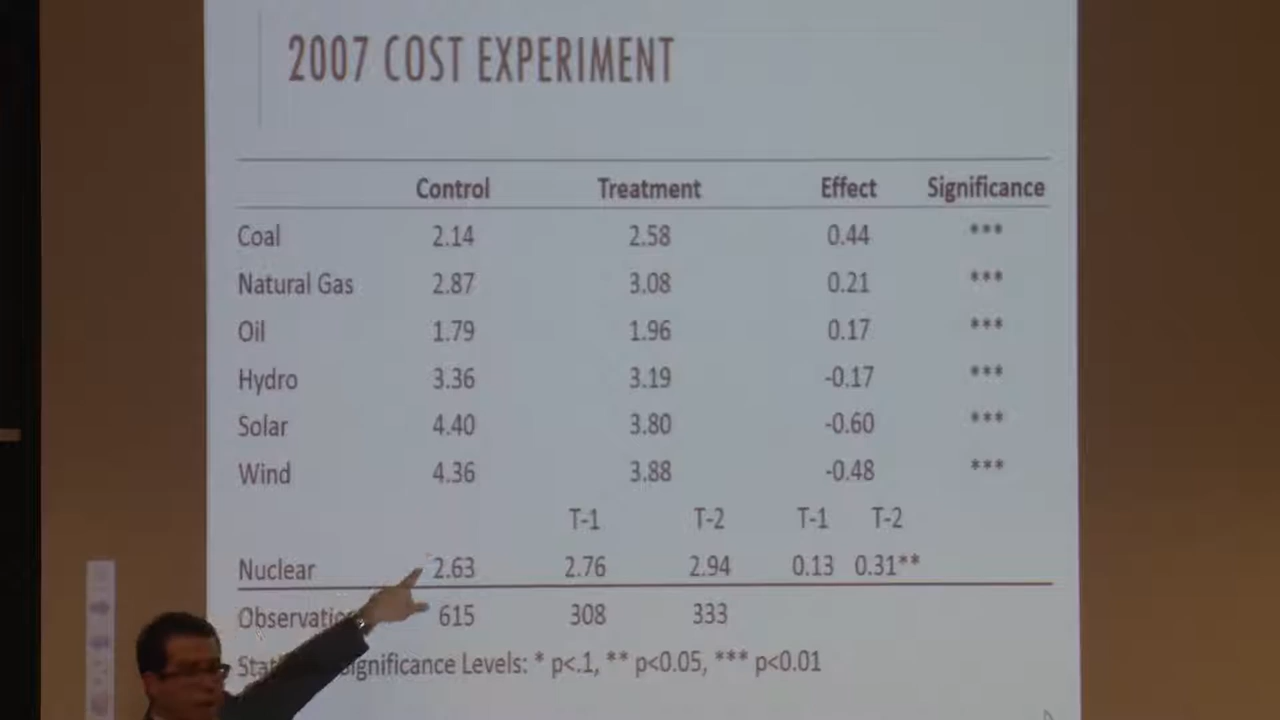 2007 COST EXPERIMENT
Control Treatment Effect Significance
Coal 2.14 2.58 0.44 ***
Natural Gas 2.87 3.08 0.21 ***
Oil 1.79 1.96 0.17 ***
Hydro 3.36 3.19 -0.17 ***
Solar 4.40 3.80 -0.60 ***
Wind 4.36 3.88 -0.48 ***
T-1 T-2 T-1 T-2
Nuclear 2.63 2.76 2.94 0.13 0.31**
615 308 333
Significance Levels: * p<.1, ** p<0.05, *** p<0.01